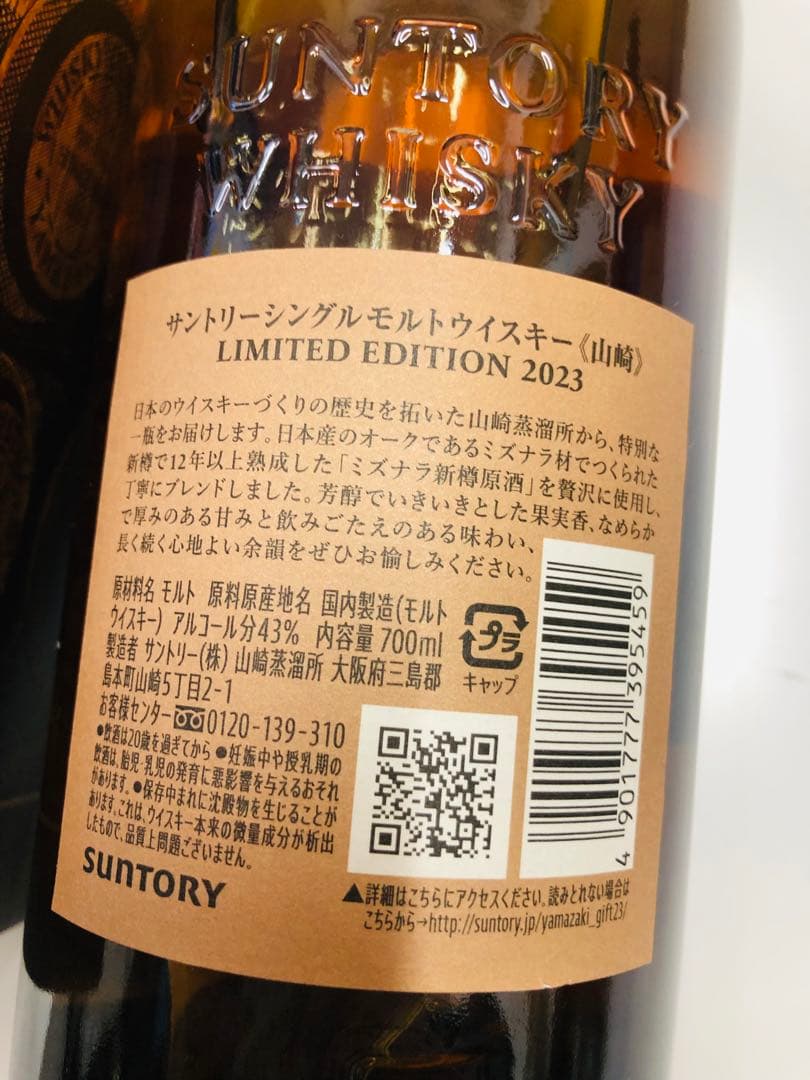 SUNTORY
WHISKY
WHISKY
サントリーシングルモルトウイスキー《山崎》
LIMITED EDITION 2023
日本のウイスキーづくりの歴史を拓いた山崎蒸溜所から、特別な
一瓶をお届けします。日本産のオークであるミズナラ材でつくられた
新樽で12年以上熟成した「ミズナラ新樽原酒」を贅沢に使用し、
丁寧にブレンドしました。芳醇でいきいきとした果実香、なめらか
で厚みのある甘みと飲みごたえのある味わい、
長く続く心地よい余韻をぜひお愉しみください。
原材料名 モルト 原料原産地名 国内製造(モルト
ウイスキー) アルコール分43% 内容量 700ml
製造者 サントリー(株) 山崎蒸溜所 大阪府三島郡
島本町山崎5丁目2-1
お客様センター 0120-139-310
●飲酒は20歳を過ぎてから ●妊娠中や授乳期の
飲酒は、胎児・乳児の発育に悪影響を与えるおそれ
があります。●保存中まれに沈殿物を生じることが
あります。これは、ウイスキー本来の微量成分が析出
したもので、品質上問題ございません。
SUNTORY
プラ
キャップ
4 901777 395459
▲詳細はこちらにアクセスください。読みとれない場合は
こちらから→http://suntory.jp/yamazaki_gift23/